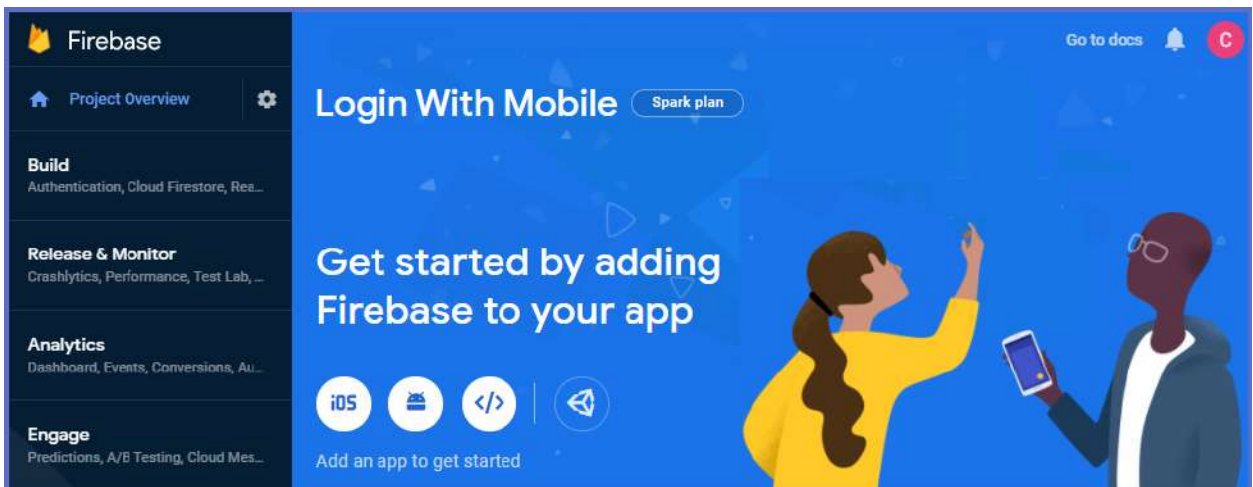 Firebase
Project Overview
Build
Authentication, Cloud Firestore, Rea...
Release & Monitor
Crashlytics, Performance, Test Lab, ...
Analytics
Dashboard, Events, Conversions, Au...
Engage
Predictions, A/B Testing, Cloud Mes...
Go to docs
C
Login With Mobile
Spark plan
Get started by adding
Firebase to your app
iOS
</>
Add an app to get started